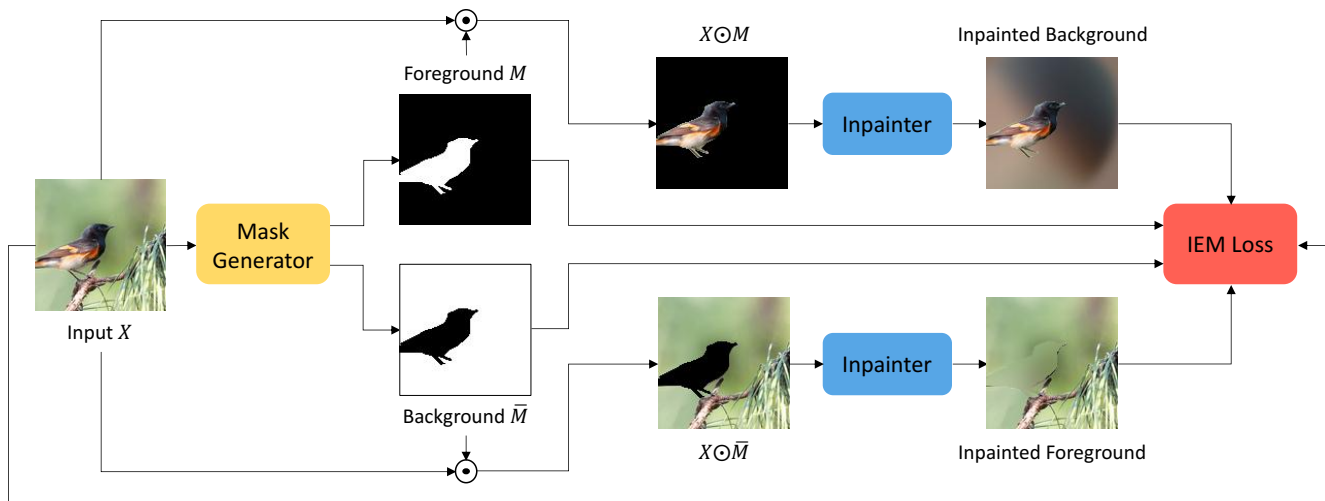 X⊙M
Inpainted Background
Foreground M
Inpainter
Mask
Generator
IEM Loss
Input X
Inpainter
Background M̅
X⊙M̅
Inpainted Foreground